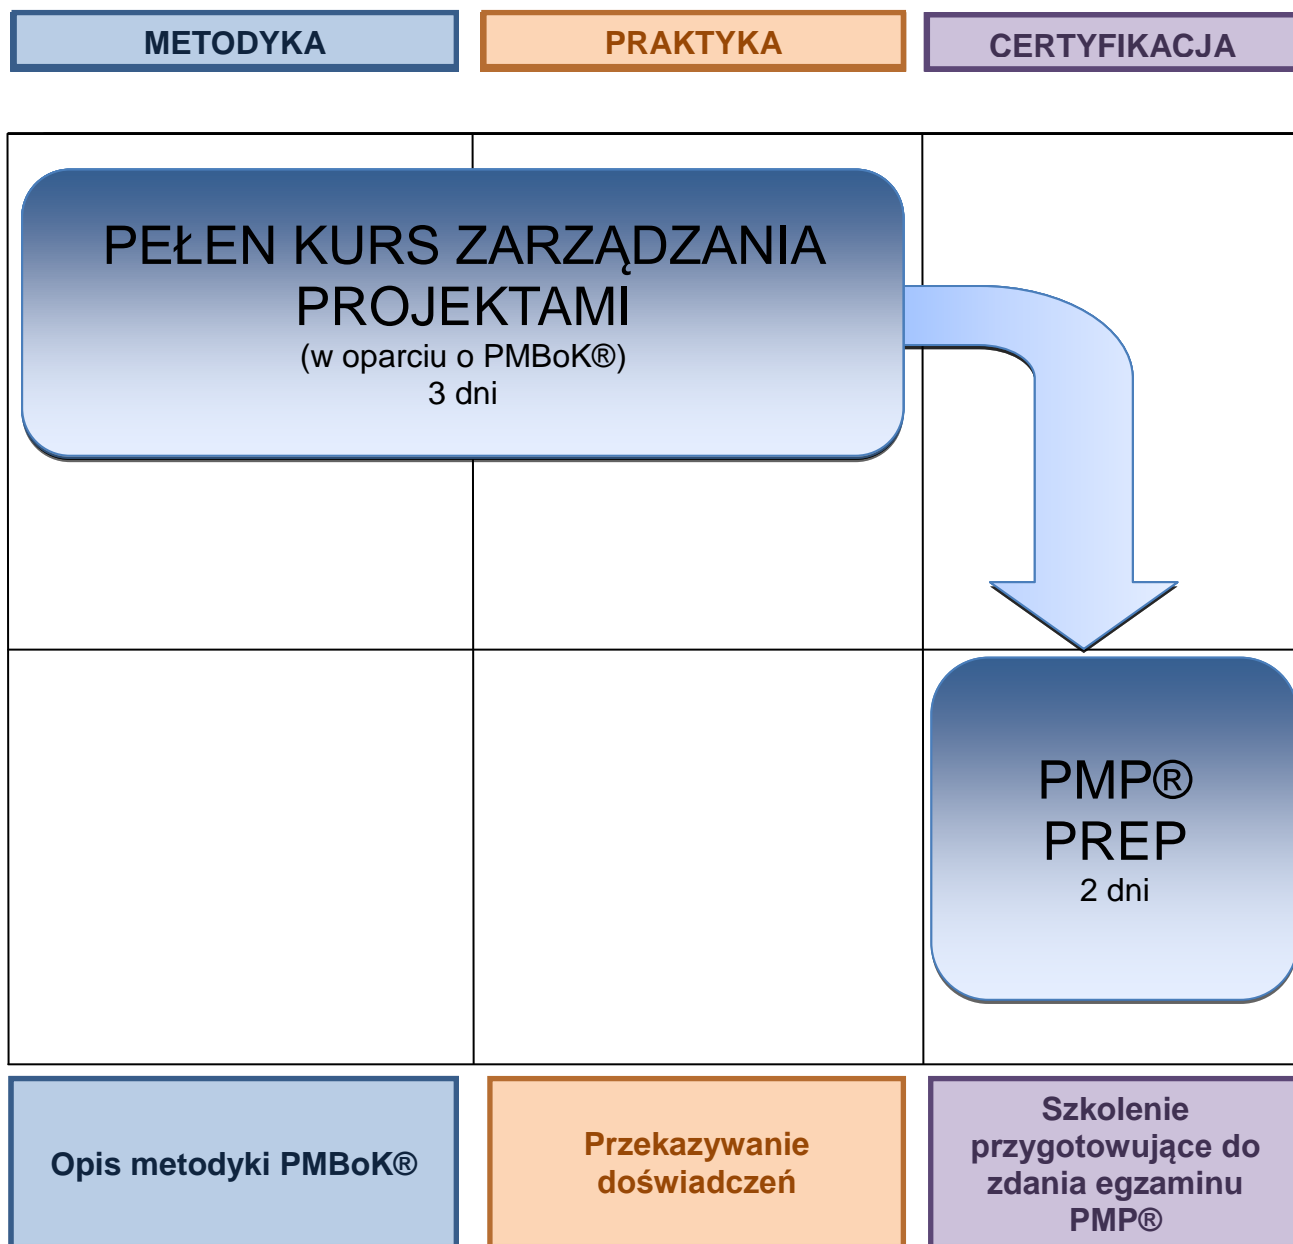 METODYKA
PRAKTYKA
CERTYFIKACJA
PEŁEN KURS ZARZĄDZANIA
PROJEKTAMI
(w oparciu o PMBoK®)
3 dni
PMP®
PREP
2 dni
Opis metodyki PMBoK®
Przekazywanie
doświadczeń
Szkolenie
przygotowujące do
zdania egzaminu
PMP®